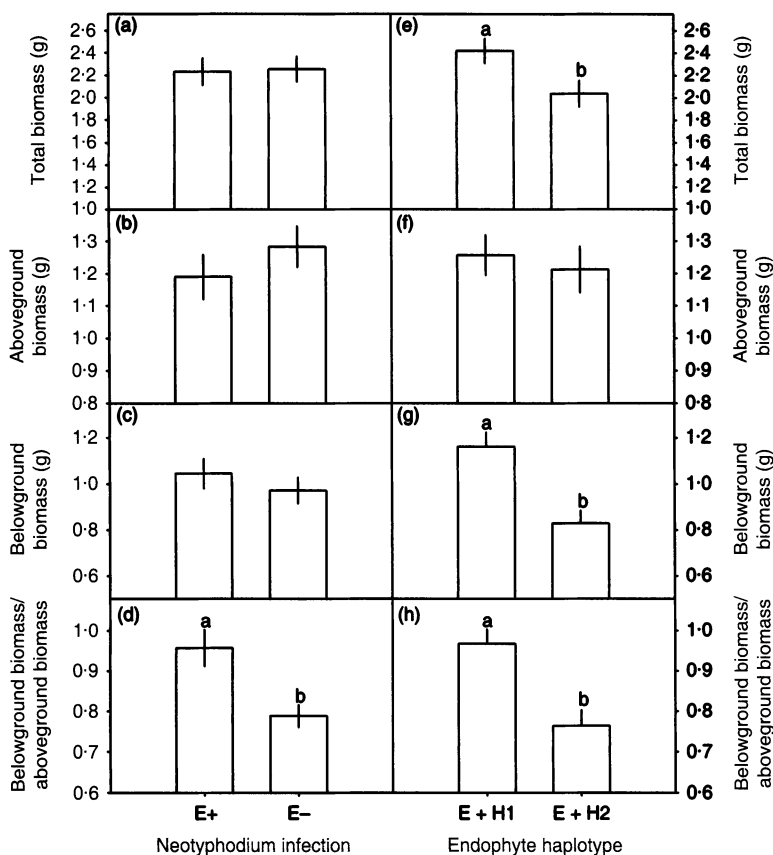 (a)
Total biomass (g)
2·6
2·4
2·2
2·0
1·8
1·6
1·4
1·2
1·0
(e)
a
b
2·6
2·4
2·2
2·0
1·8
1·6
1·4
1·2
1·0
Total biomass (g)
(b)
Aboveground
biomass (g)
1·3
1·2
1·1
1·0
0·9
0·8
(f)
1·3
1·2
1·1
1·0
0·9
0·8
Aboveground
biomass (g)
(c)
Belowground
biomass (g)
1·2
1·0
0·8
0·6
(g)
a
b
1·2
1·0
0·8
0·6
Belowground
biomass (g)
(d)
Belowground biomass/
aboveground biomass
1·0
0·9
0·8
0·7
0·6
a
b
(h)
a
b
1·0
0·9
0·8
0·7
0·6
Belowground biomass/
aboveground biomass
E+
E−
E + H1
E + H2
Neotyphodium infection
Endophyte haplotype